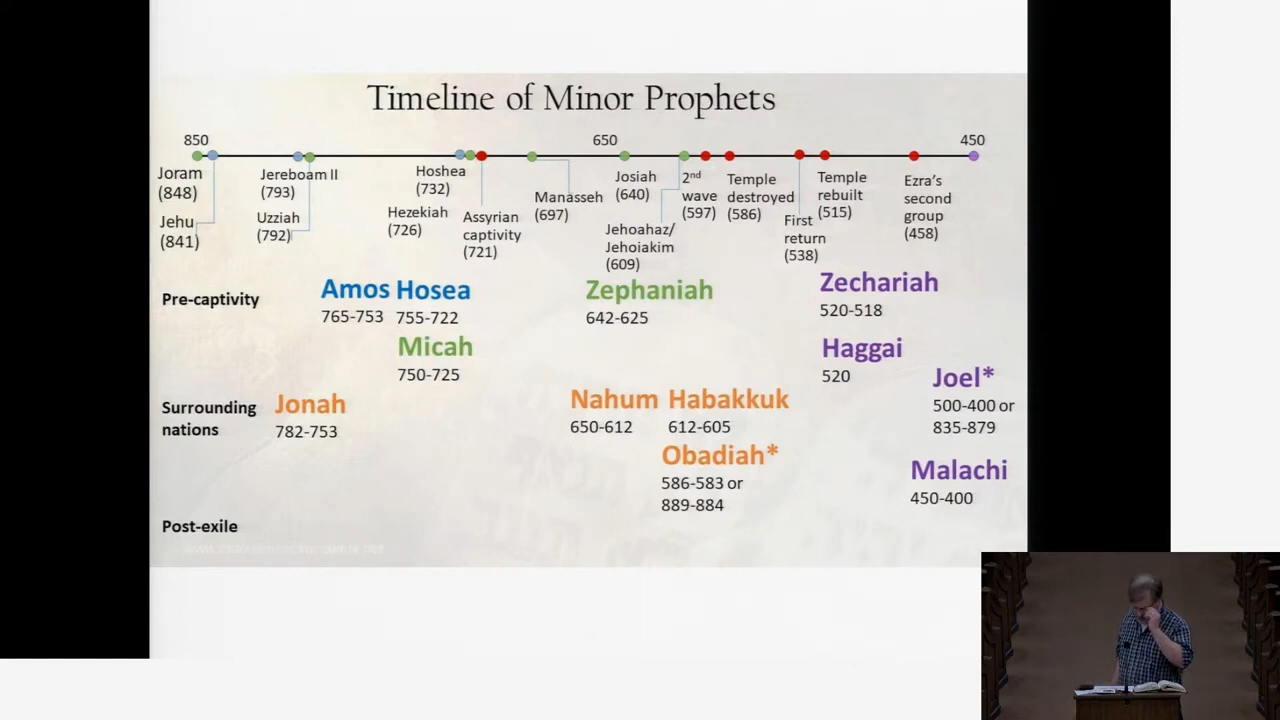 Timeline of Minor Prophets
850
650
450
Joram
(848)
Jehu
(841)
Jeroboam II
(793)
Uzziah
(792)
Hoshea
(732)
Hezekiah
(726)
Assyrian
captivity
(721)
Manasseh
(697)
Josiah
(640)
Jehoahaz/
Jehoiakim
(609)
2nd
wave
(597)
Temple
destroyed
(586)
First
return
(538)
Temple
rebuilt
(515)
Ezra's
second
group
(458)
Pre-captivity
Amos
765-753
Hosea
755-722
Micah
750-725
Zephaniah
642-625
Zechariah
520-518
Haggai
520
Joel*
500-400 or
835-879
Surrounding
nations
Jonah
782-753
Nahum
650-612
Habakkuk
612-605
Obadiah*
586-583 or
889-884
Malachi
450-400
Post-exile